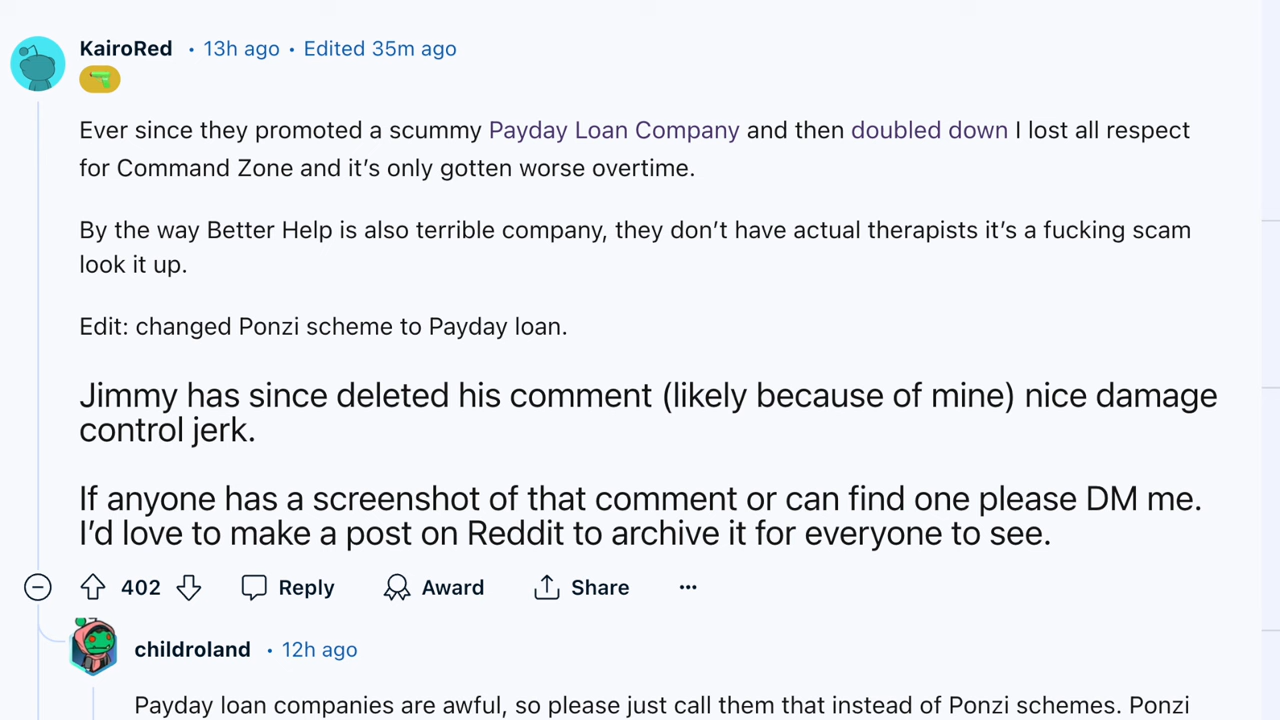 KairoRed • 13h ago • Edited 35m ago
Ever since they promoted a scummy Payday Loan Company and then doubled down I lost all respect
for Command Zone and it’s only gotten worse overtime.
By the way Better Help is also terrible company, they don’t have actual therapists it’s a fucking scam
look it up.
Edit: changed Ponzi scheme to Payday loan.
Jimmy has since deleted his comment (likely because of mine) nice damage
control jerk.
If anyone has a screenshot of that comment or can find one please DM me.
I’d love to make a post on Reddit to archive it for everyone to see.
402 Reply Award Share ...
childroland • 12h ago
Payday loan companies are awful, so please just call them that instead of Ponzi schemes. Ponzi